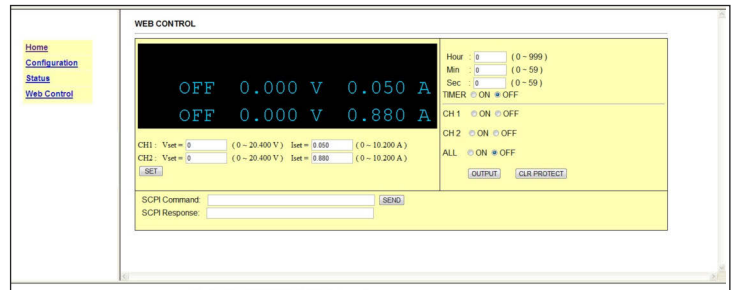 WEB CONTROL
Home
Configuration
Status
Web Control
OFF 0.000 V 0.050 A
OFF 0.000 V 0.880 A
CH1 : Vset = 0 ( 0 ~ 20.400 V ) Iset = 0.050 ( 0 ~ 10.200 A )
CH2 : Vset = 0 ( 0 ~ 20.400 V ) Iset = 0.880 ( 0 ~ 10.200 A )
SET
Hour : 0 ( 0 ~ 999 )
Min : 0 ( 0 ~ 59 )
Sec : 0 ( 0 ~ 59 )
TIMER ON OFF
CH 1 ON OFF
CH 2 ON OFF
ALL ON OFF
OUTPUT CLR PROTECT
SCPI Command: SEND
SCPI Response: